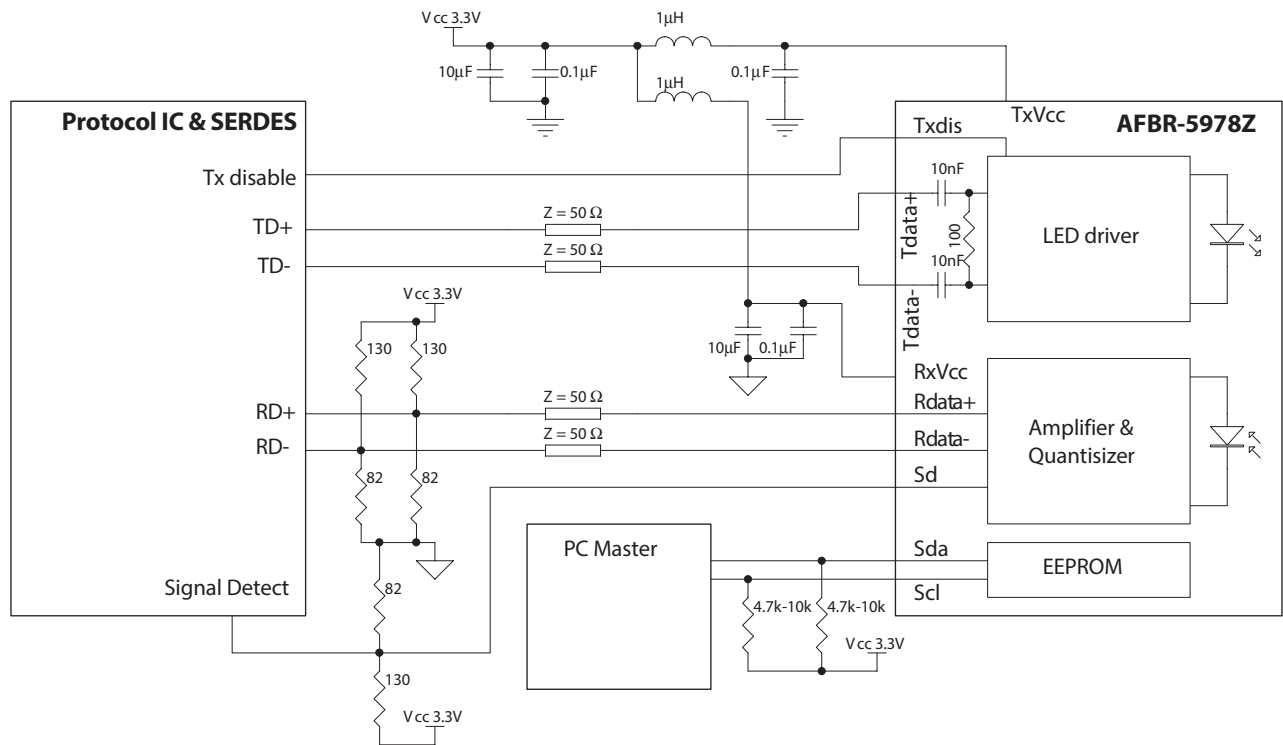 Vcc 3.3V
1µH
10µF
0.1µF
1µH
0.1µF
Protocol IC & SERDES
Txdis
TxVcc
AFBR-5978Z
Tx disable
10nF
TD+
Z = 50 Ω
Tdata+
100
LED driver
TD-
Z = 50 Ω
10nF
Tdata-
Vcc 3.3V
130
130
10µF
0.1µF
RxVcc
RD+
Z = 50 Ω
Rdata+
Amplifier &
Quantisizer
RD-
Z = 50 Ω
Rdata-
82
82
Sd
PC Master
Sda
EEPROM
Scl
Signal Detect
82
4.7k-10k
4.7k-10k
Vcc 3.3V
130
Vcc 3.3V